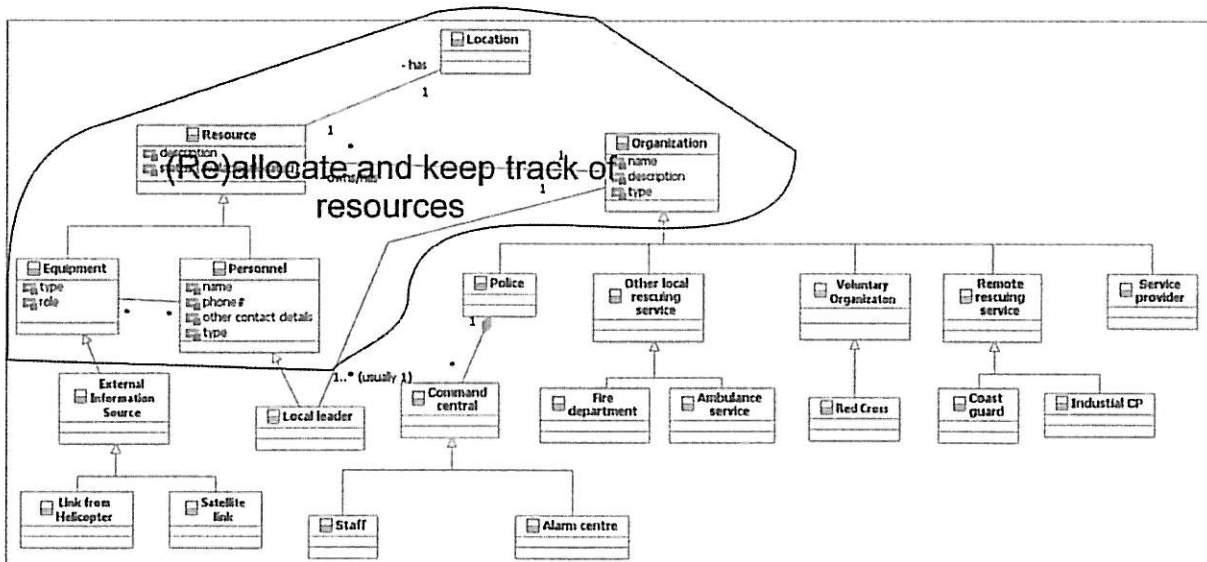 Location
- has
1
1
Resource
description
*
1
Organization
name
description
type
(Re)allocate and keep track of
resources
owns/has
1
Equipment
type
role
Personnel
name
phone#
other contact details
type
*
*
Police
Other local
rescuing
service
Voluntary
Organization
Remote
rescuing
service
Service
provider
1
*
1..* (usually 1)
External
Information
Source
Local leader
Command
central
Fire
department
Ambulance
service
Red Cross
Coast
guard
Industial CP
Link from
Helicopter
Satellite
link
Staff
Alarm centre